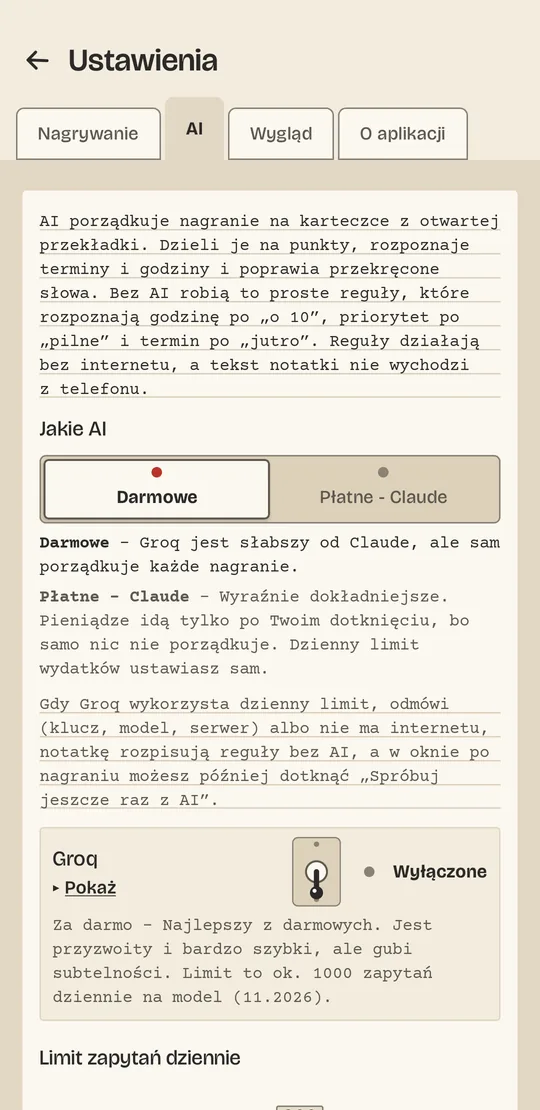 Ustawienia
Nagrywanie
AI
Wygląd
O aplikacji
AI porządkuje nagranie na karteczce z otwartej
przekładki. Dzieli je na punkty, rozpoznaje
terminy i godziny i poprawia przekręcone
słowa. Bez AI robią to proste reguły, które
rozpoznają godzinę po „o 10”, priorytet po
„pilne” i termin po „jutro”. Reguły działają
bez internetu, a tekst notatki nie wychodzi
z telefonu.
Jakie AI
Darmowe
Płatne - Claude
Darmowe – Groq jest słabszy od Claude, ale sam
porządkuje każde nagranie.
Płatne – Claude – Wyraźnie dokładniejsze.
Pieniądze idą tylko po Twoim dotknięciu, bo
samo nic nie porządkuje. Dzienny limit
wydatków ustawiasz sam.
Gdy Groq wykorzysta dzienny limit, odmówi
(klucz, model, serwer) albo nie ma internetu,
notatkę rozpisują reguły bez AI, a w oknie po
nagraniu możesz później dotknąć „Spróbuj
jeszcze raz z AI”.
Groq
▸ Pokaż
Wyłączone
Za darmo – Najlepszy z darmowych. Jest
przyzwoity i bardzo szybki, ale gubi
subtelności. Limit to ok. 1000 zapytań
dziennie na model (11.2026).
Limit zapytań dziennie